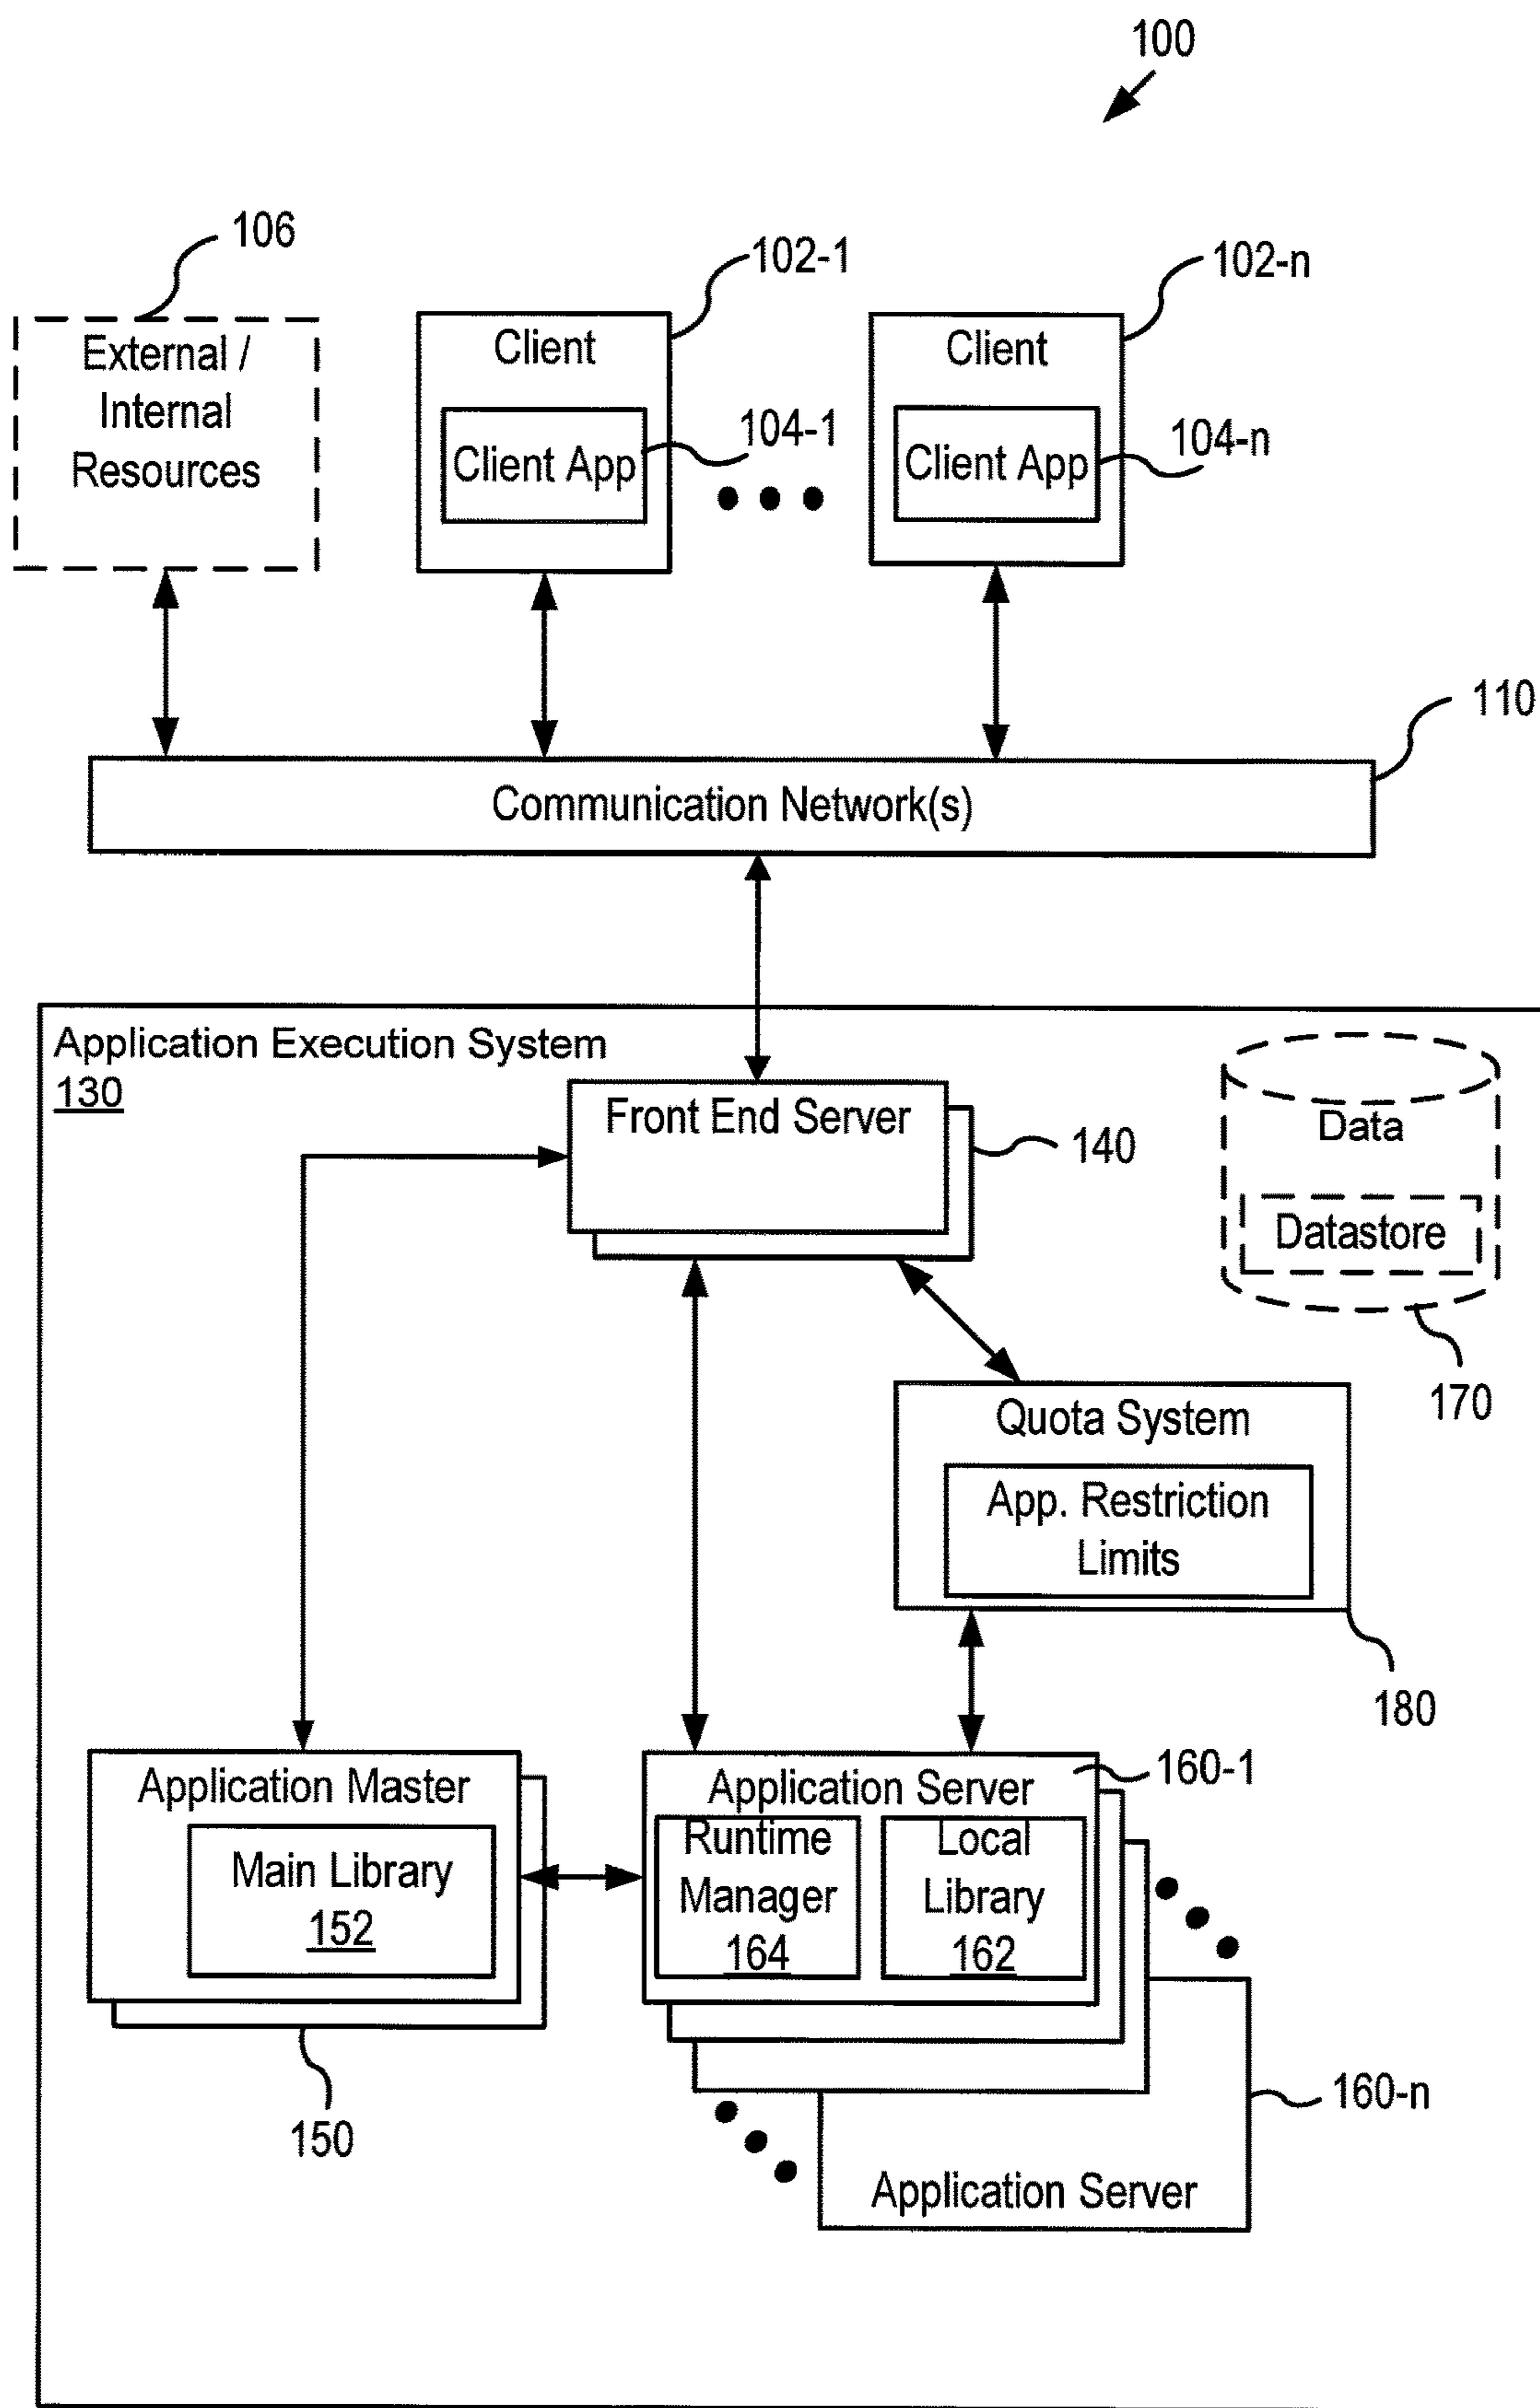 100
106
102-1
102-n
External /
Internal
Resources
Client
Client App
104-1
Client
Client App
104-n
110
Communication Network(s)
Application Execution System
130
Front End Server
140
Data
Datastore
170
Quota System
App. Restriction
Limits
180
Application Master
Main Library
152
150
Application Server
160-1
Runtime
Manager
164
Local
Library
162
160-n
Application Server